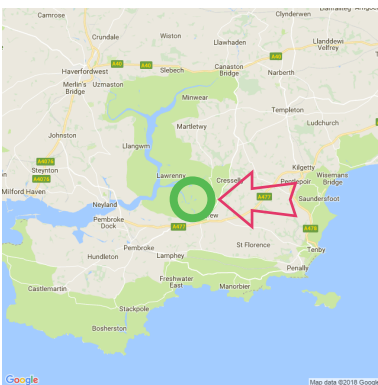 Camrose
Clynderwen
Crundale
Wiston
Llawhaden
Llanddewi
Velfrey
A40
A40
A40
Haverfordwest
Slebech
Canaston
Bridge
Narberth
Merlin's
Bridge
Uzmaston
Minwear
Templeton
Johnston
Martletwy
Ludchurch
Llangwm
A4076
Steynton
A4076
Lawrenny
Cressel
Kilgetty
Wisemans
Bridge
Milford Haven
Neyland
A477
Saundersfoot
Pembroke
Dock
A477
ew
A478
Pembroke
St Florence
Tenby
Hundleton
Lamphey
Penally
Freshwater
East
Manorbier
Castlemartin
Stackpole
Bosherston
Google
Map data ©2018 Google